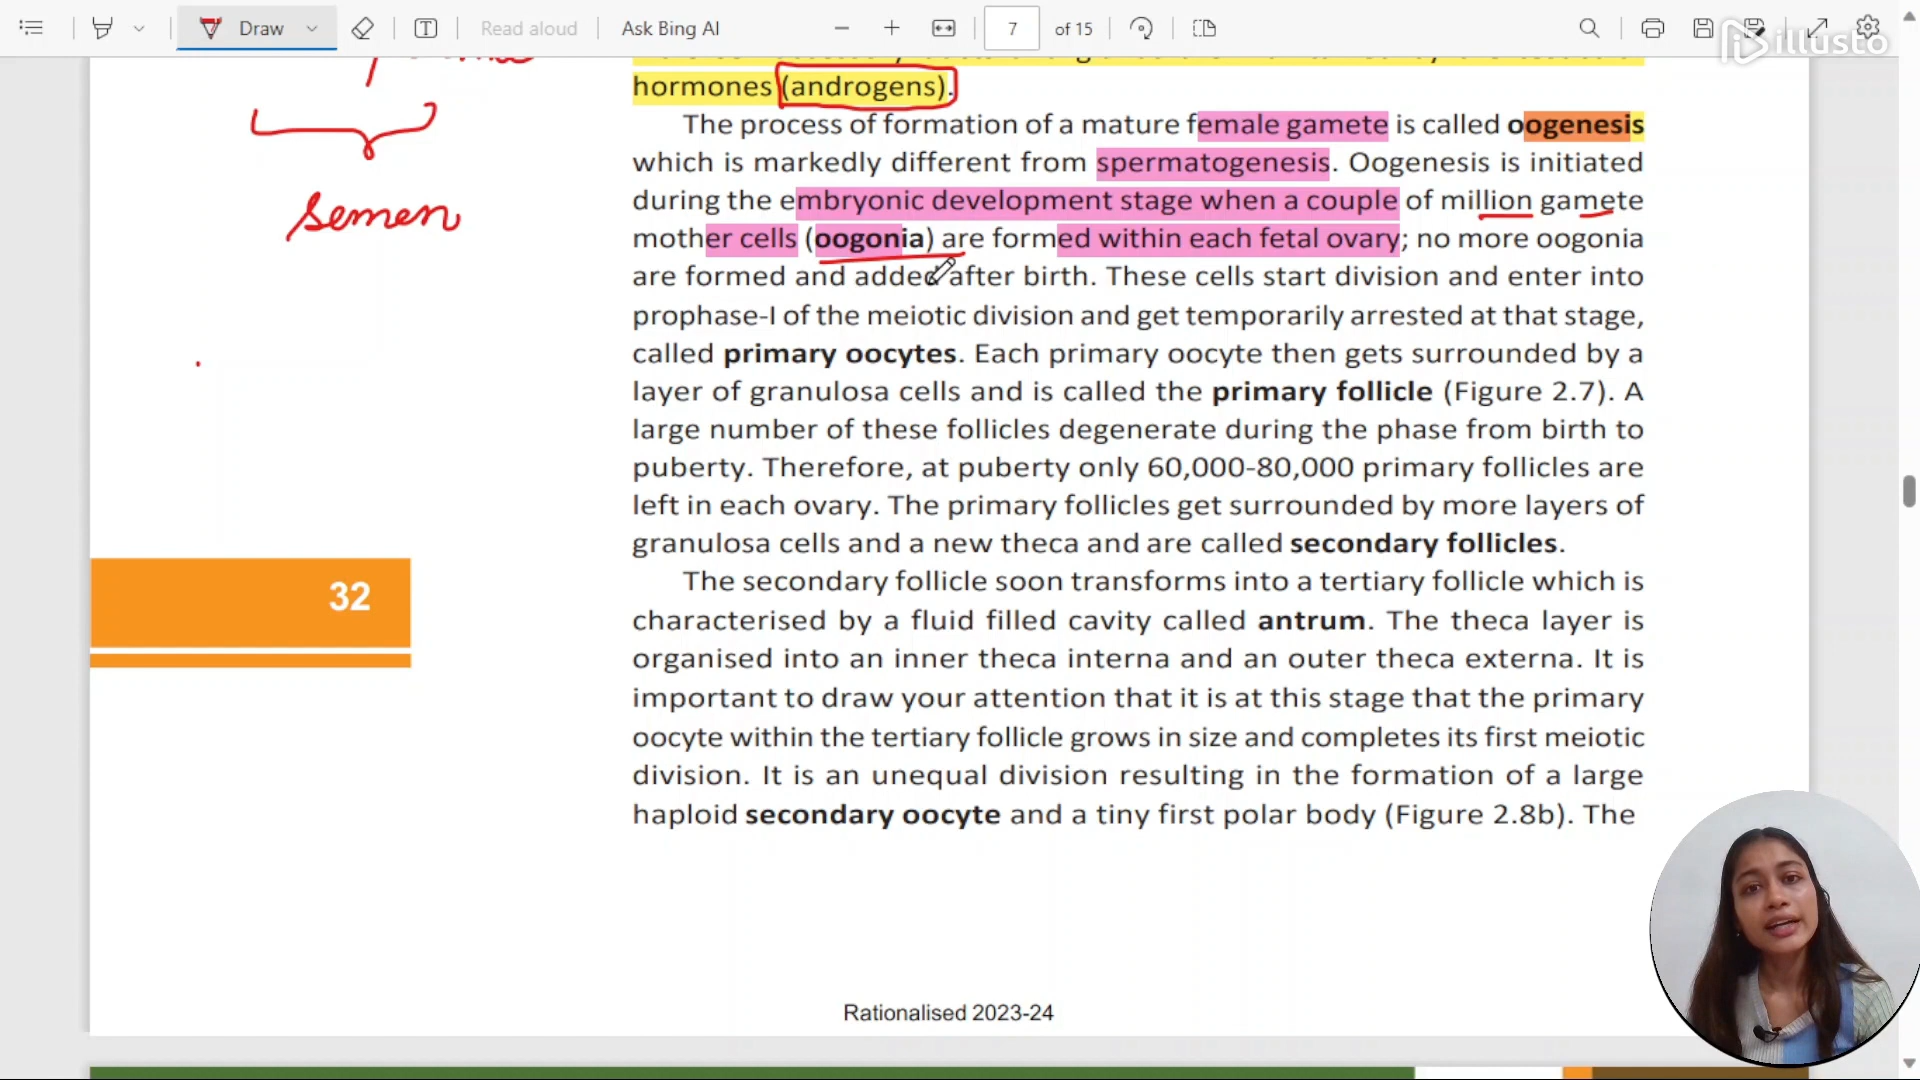 Draw
Read aloud
Ask Bing AI
7
of 15
illusto
hormones (androgens).
The process of formation of a mature female gamete is called oogenesis
which is markedly different from spermatogenesis. Oogenesis is initiated
during the embryonic development stage when a couple of million gamete
mother cells (oogonia) are formed within each fetal ovary; no more oogonia
are formed and added after birth. These cells start division and enter into
prophase-I of the meiotic division and get temporarily arrested at that stage,
called primary oocytes. Each primary oocyte then gets surrounded by a
layer of granulosa cells and is called the primary follicle (Figure 2.7). A
large number of these follicles degenerate during the phase from birth to
puberty. Therefore, at puberty only 60,000-80,000 primary follicles are
left in each ovary. The primary follicles get surrounded by more layers of
granulosa cells and a new theca and are called secondary follicles.
The secondary follicle soon transforms into a tertiary follicle which is
characterised by a fluid filled cavity called antrum. The theca layer is
organised into an inner theca interna and an outer theca externa. It is
important to draw your attention that it is at this stage that the primary
oocyte within the tertiary follicle grows in size and completes its first meiotic
division. It is an unequal division resulting in the formation of a large
haploid secondary oocyte and a tiny first polar body (Figure 2.8b). The
semen
32
Rationalised 2023-24